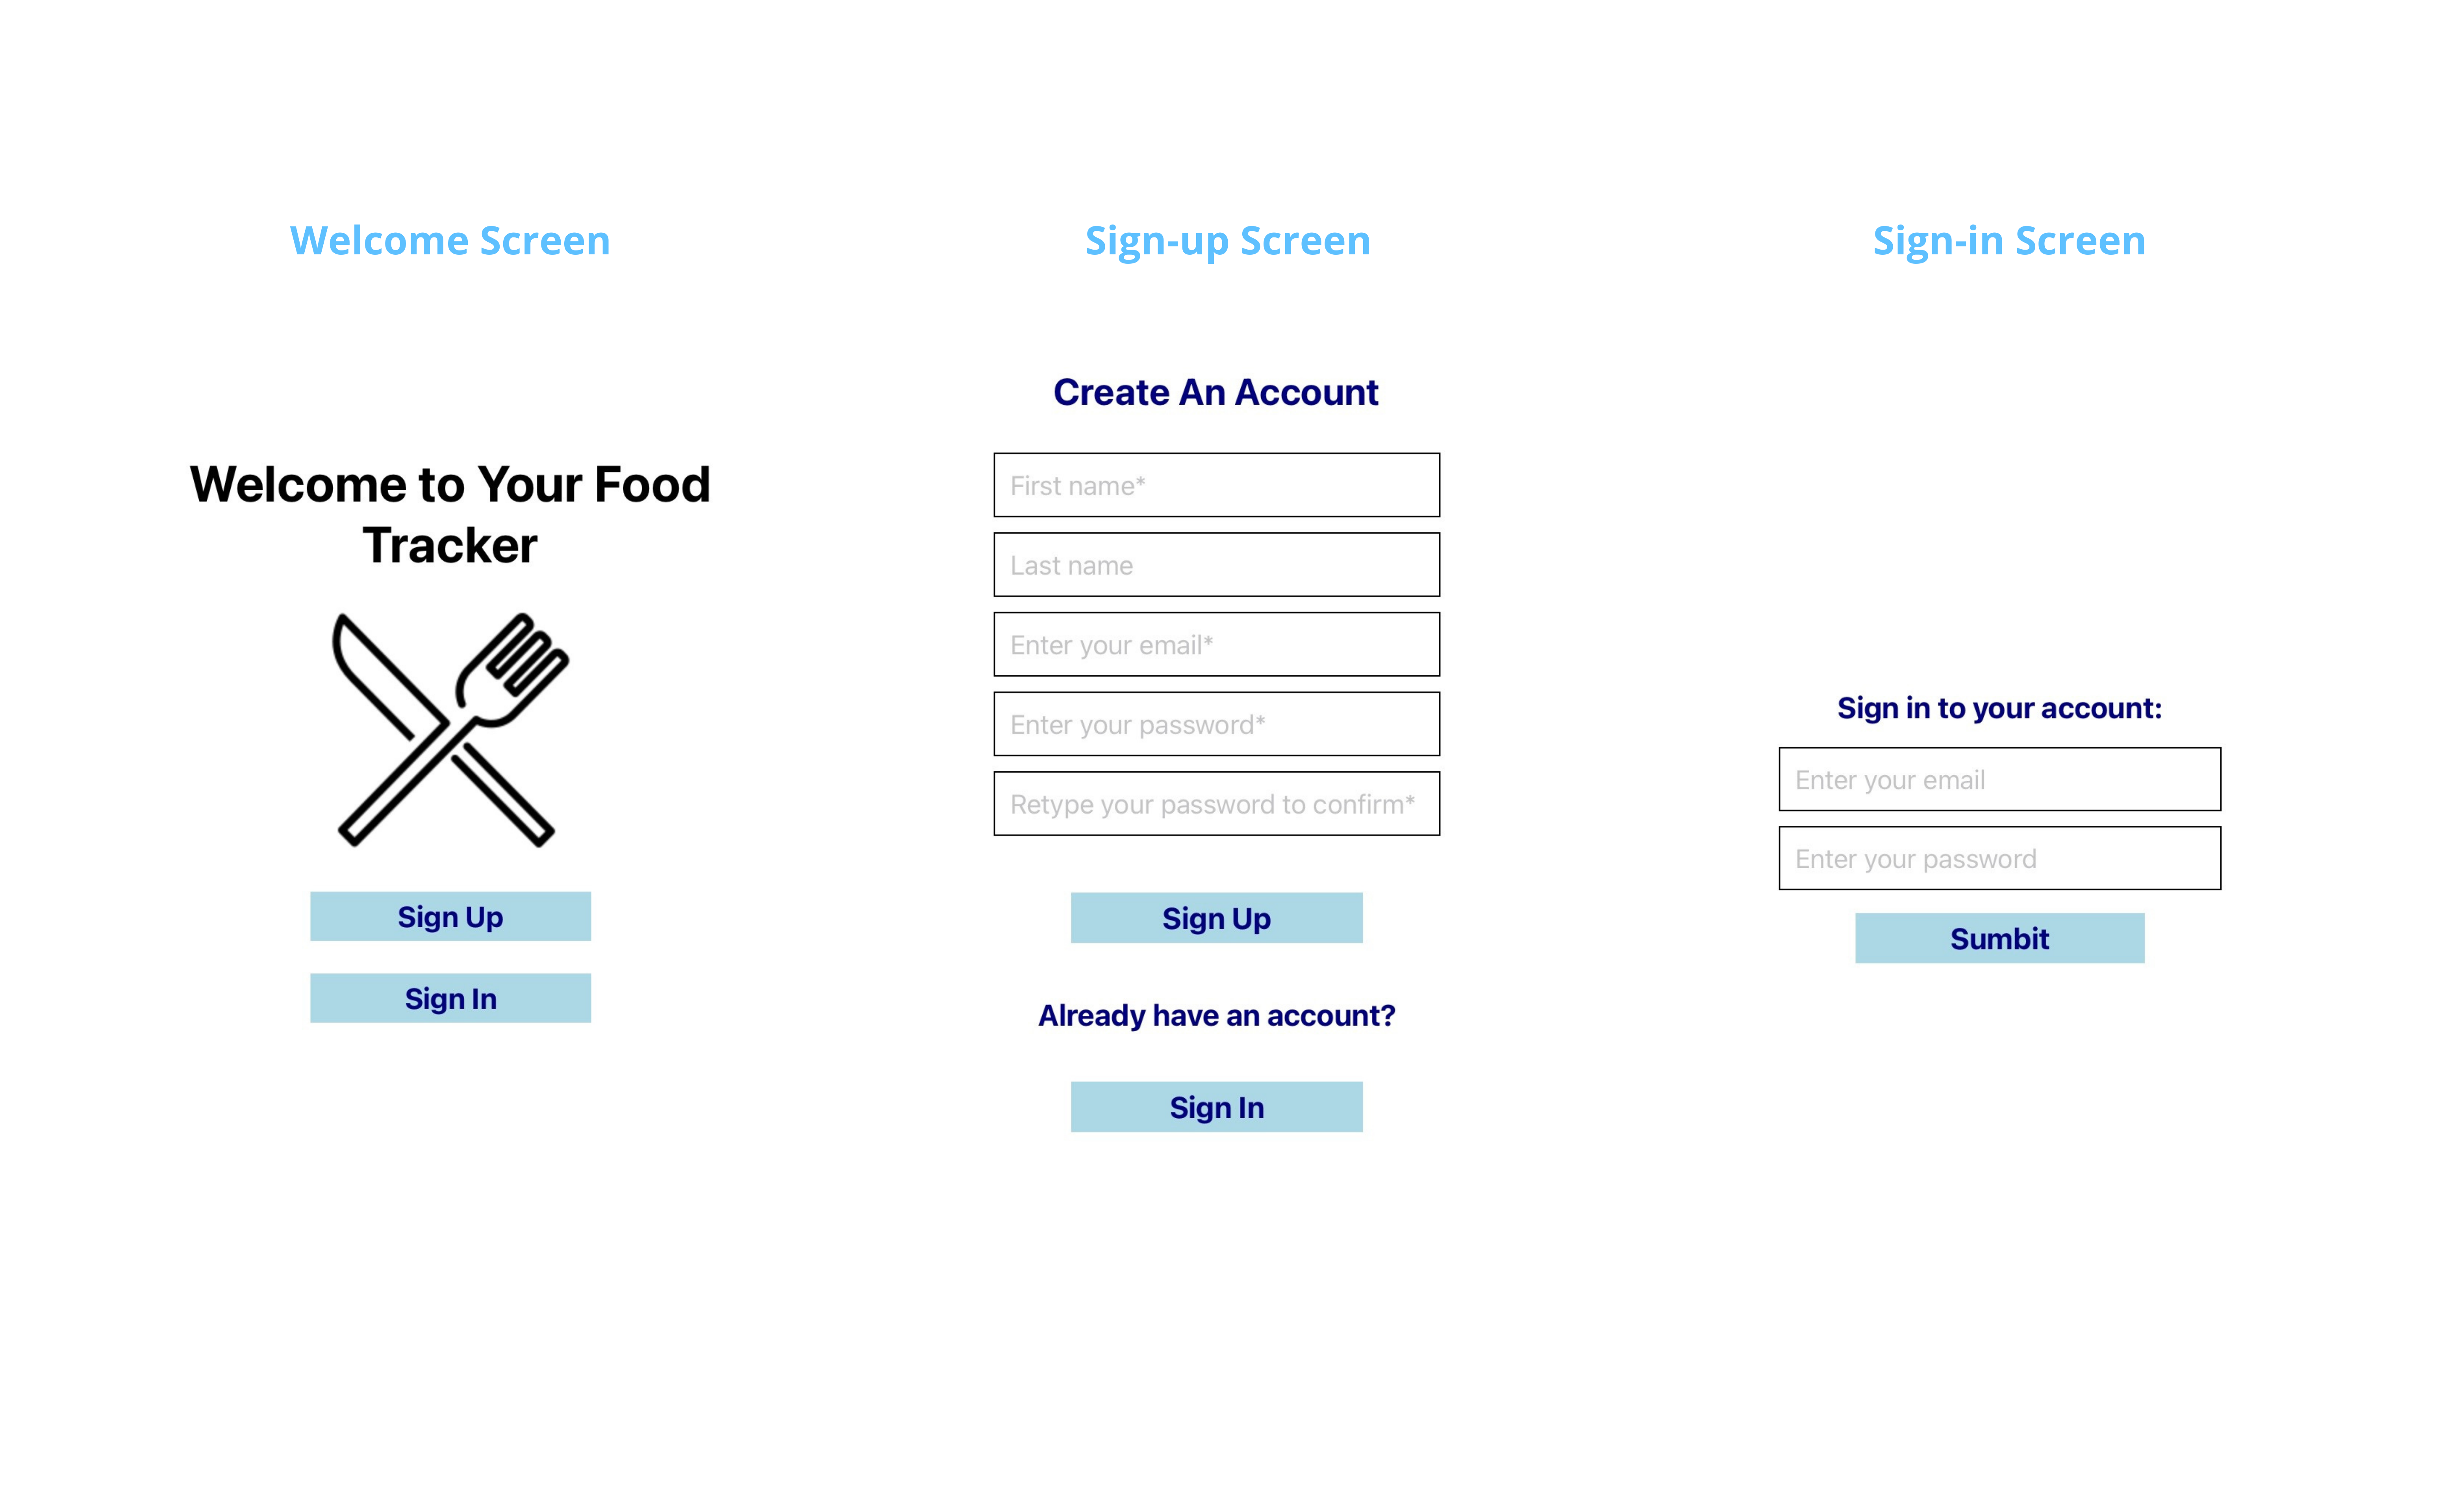 Welcome Screen
Welcome to Your Food
Tracker
Sign Up
Sign In
Sign-up Screen
Create An Account
First name*
Last name
Enter your email*
Enter your password*
Retype your password to confirm*
Sign Up
Already have an account?
Sign In
Sign-in Screen
Sign in to your account:
Enter your email
Enter your password
Sumbit